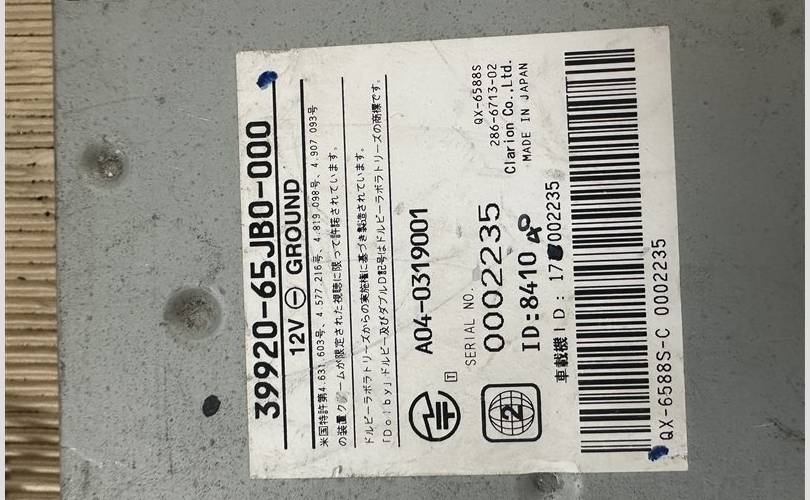 39920-65JB0-000
12V ⊖ GROUND
米国特許第4.631.603号、4.577.216号、4.819.098号、4.907 093号
の装置クレームが限定された視聴に限って許諾されています。
ドルビーラボラトリーズからの実施権に基づき製造されています。
「Dolby」ドルビー及びダブルD記号はドルビーラボラトリーズの商標です。
A04-0319001
T
SERIAL NO.
0002235
2
ID:8410
QX-6588S
286-6713-02
Clarion Co.,Ltd.
MADE IN JAPAN
車載機ID: 17 002235
QX-6588S-C 0002235